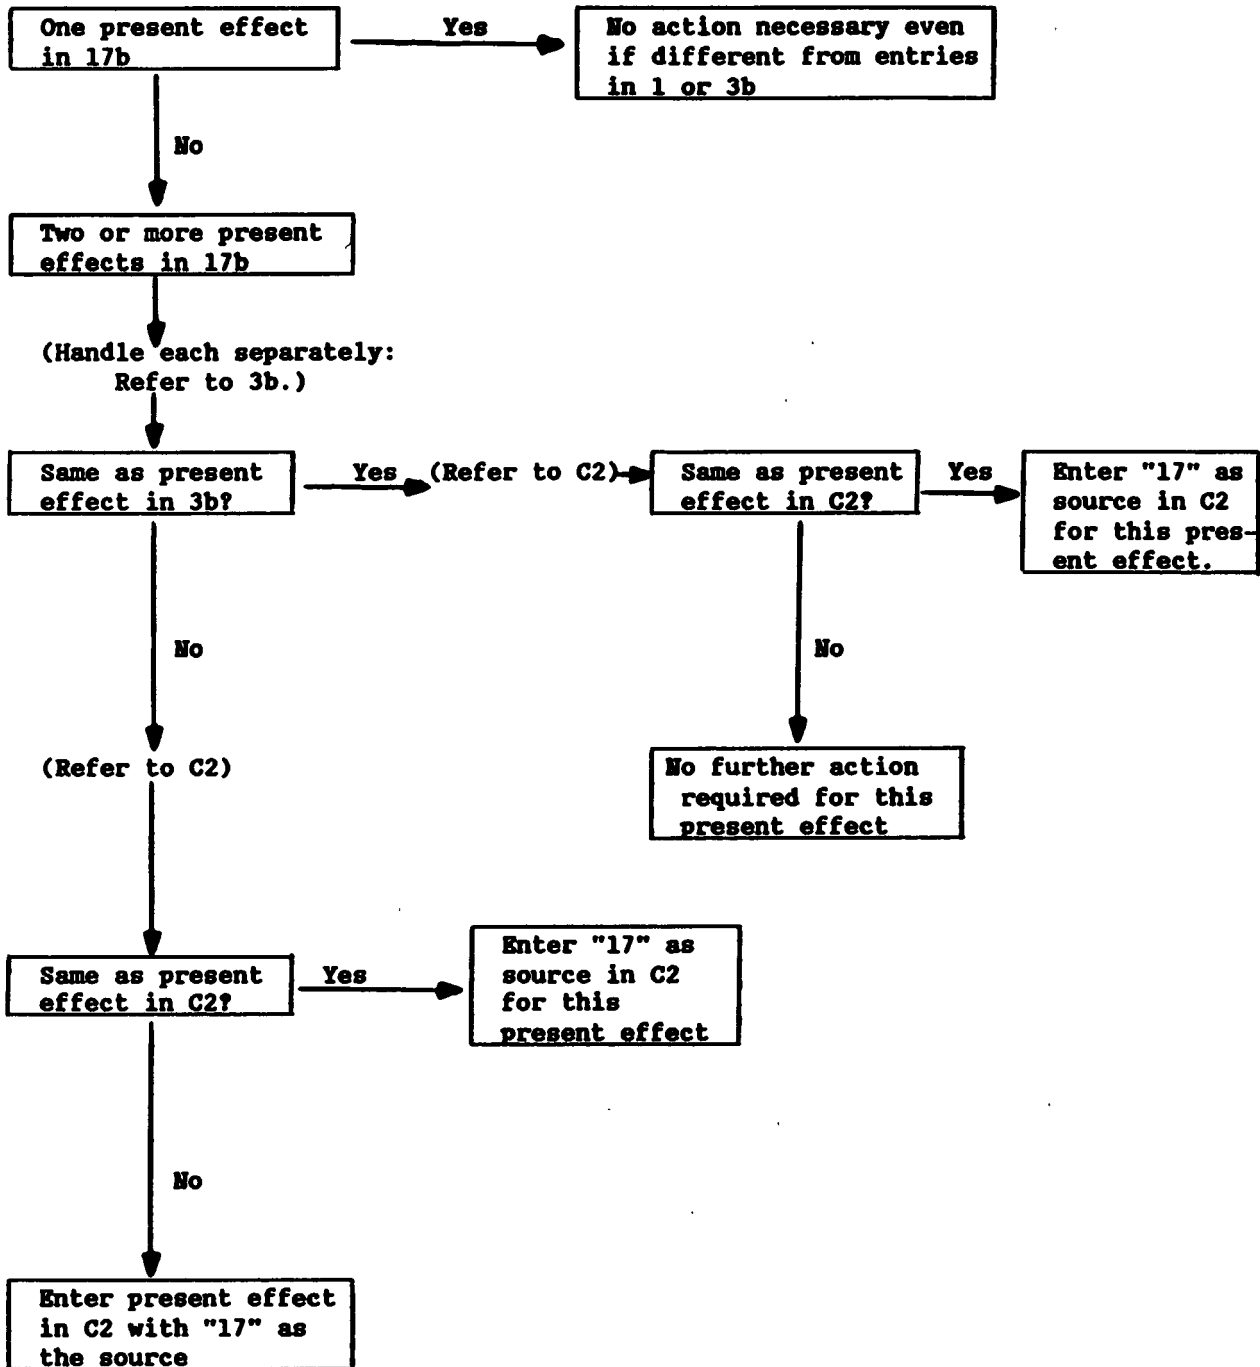 One present effect
in 17b
Yes
No action necessary even
if different from entries
in 1 or 3b
No
Two or more present
effects in 17b
(Handle each separately:
Refer to 3b.)
Same as present
effect in 3b?
Yes
(Refer to C2)
Same as present
effect in C2?
Yes
Enter "17" as
source in C2
for this pres-
ent effect.
No
No
(Refer to C2)
No further action
required for this
present effect
Same as present
effect in C2?
Yes
Enter "17" as
source in C2
for this
present effect
No
Enter present effect
in C2 with "17" as
the source